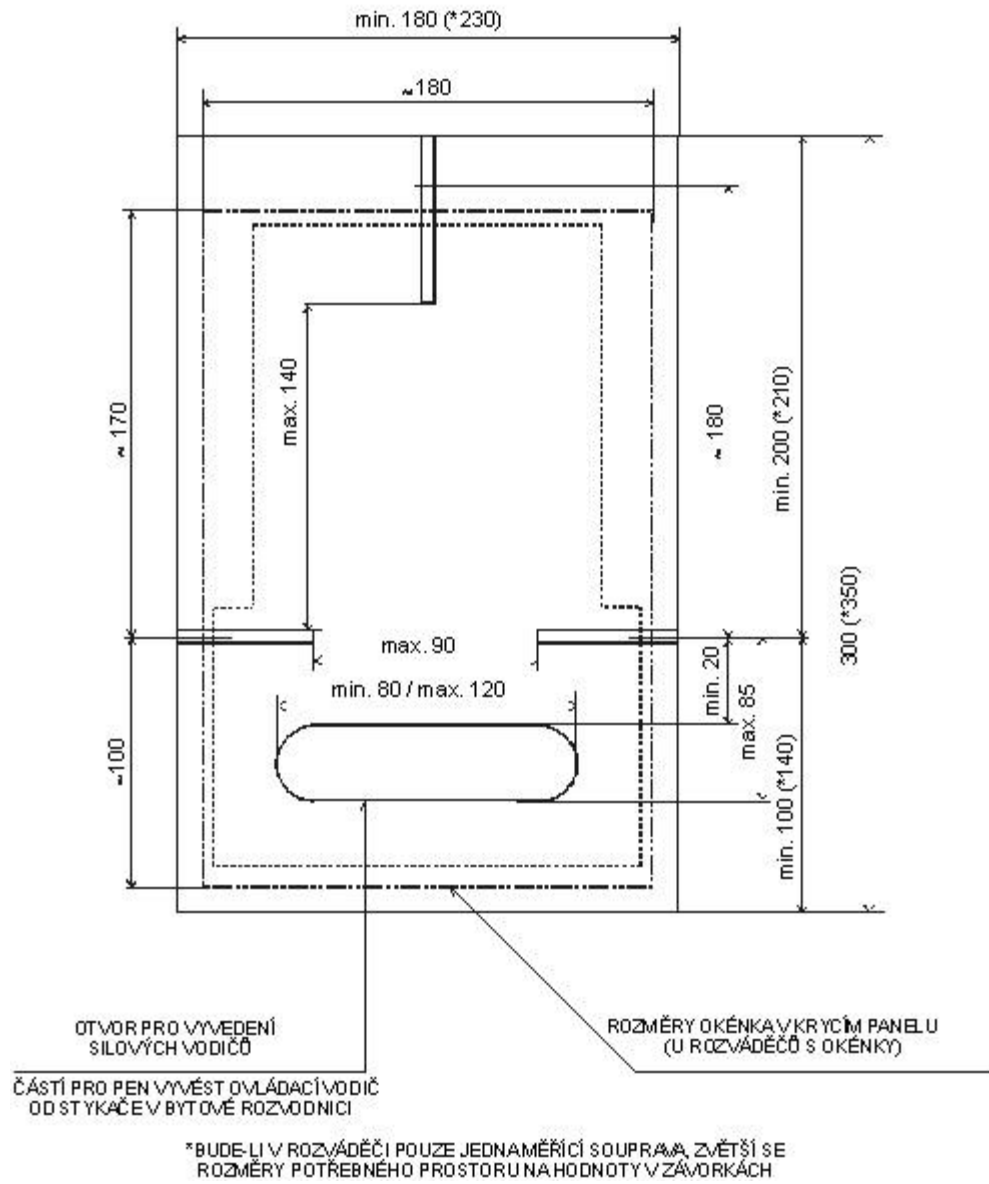 min. 180 (*230)
~180
~ 170
max. 140
~ 180
min. 200 (*210)
300 (*350)
max. 90
min. 80 / max. 120
min. 20
max. 85
~100
min. 100 (*140)
OTVOR PRO VYVEDENÍ
SILOVÝCH VODIČŮ
ČÁSTÍ PRO PEN VYVÉST OVLÁDACÍ VODIČ
OD STYKAČE V BYTOVÉ ROZVODNICI
ROZMĚRY OKÉNKA V KRYCÍM PANELU
(U ROZVÁDĚČŮ S OKÉNKY)
*BUDE-LI V ROZVÁDĚČI POUZE JEDNA MĚŘÍCÍ SOUPRAVA, ZVĚTŠÍ SE
ROZMĚRY POTŘEBNÉHO PROSTORU NA HODNOTY V ZÁVORKÁCH